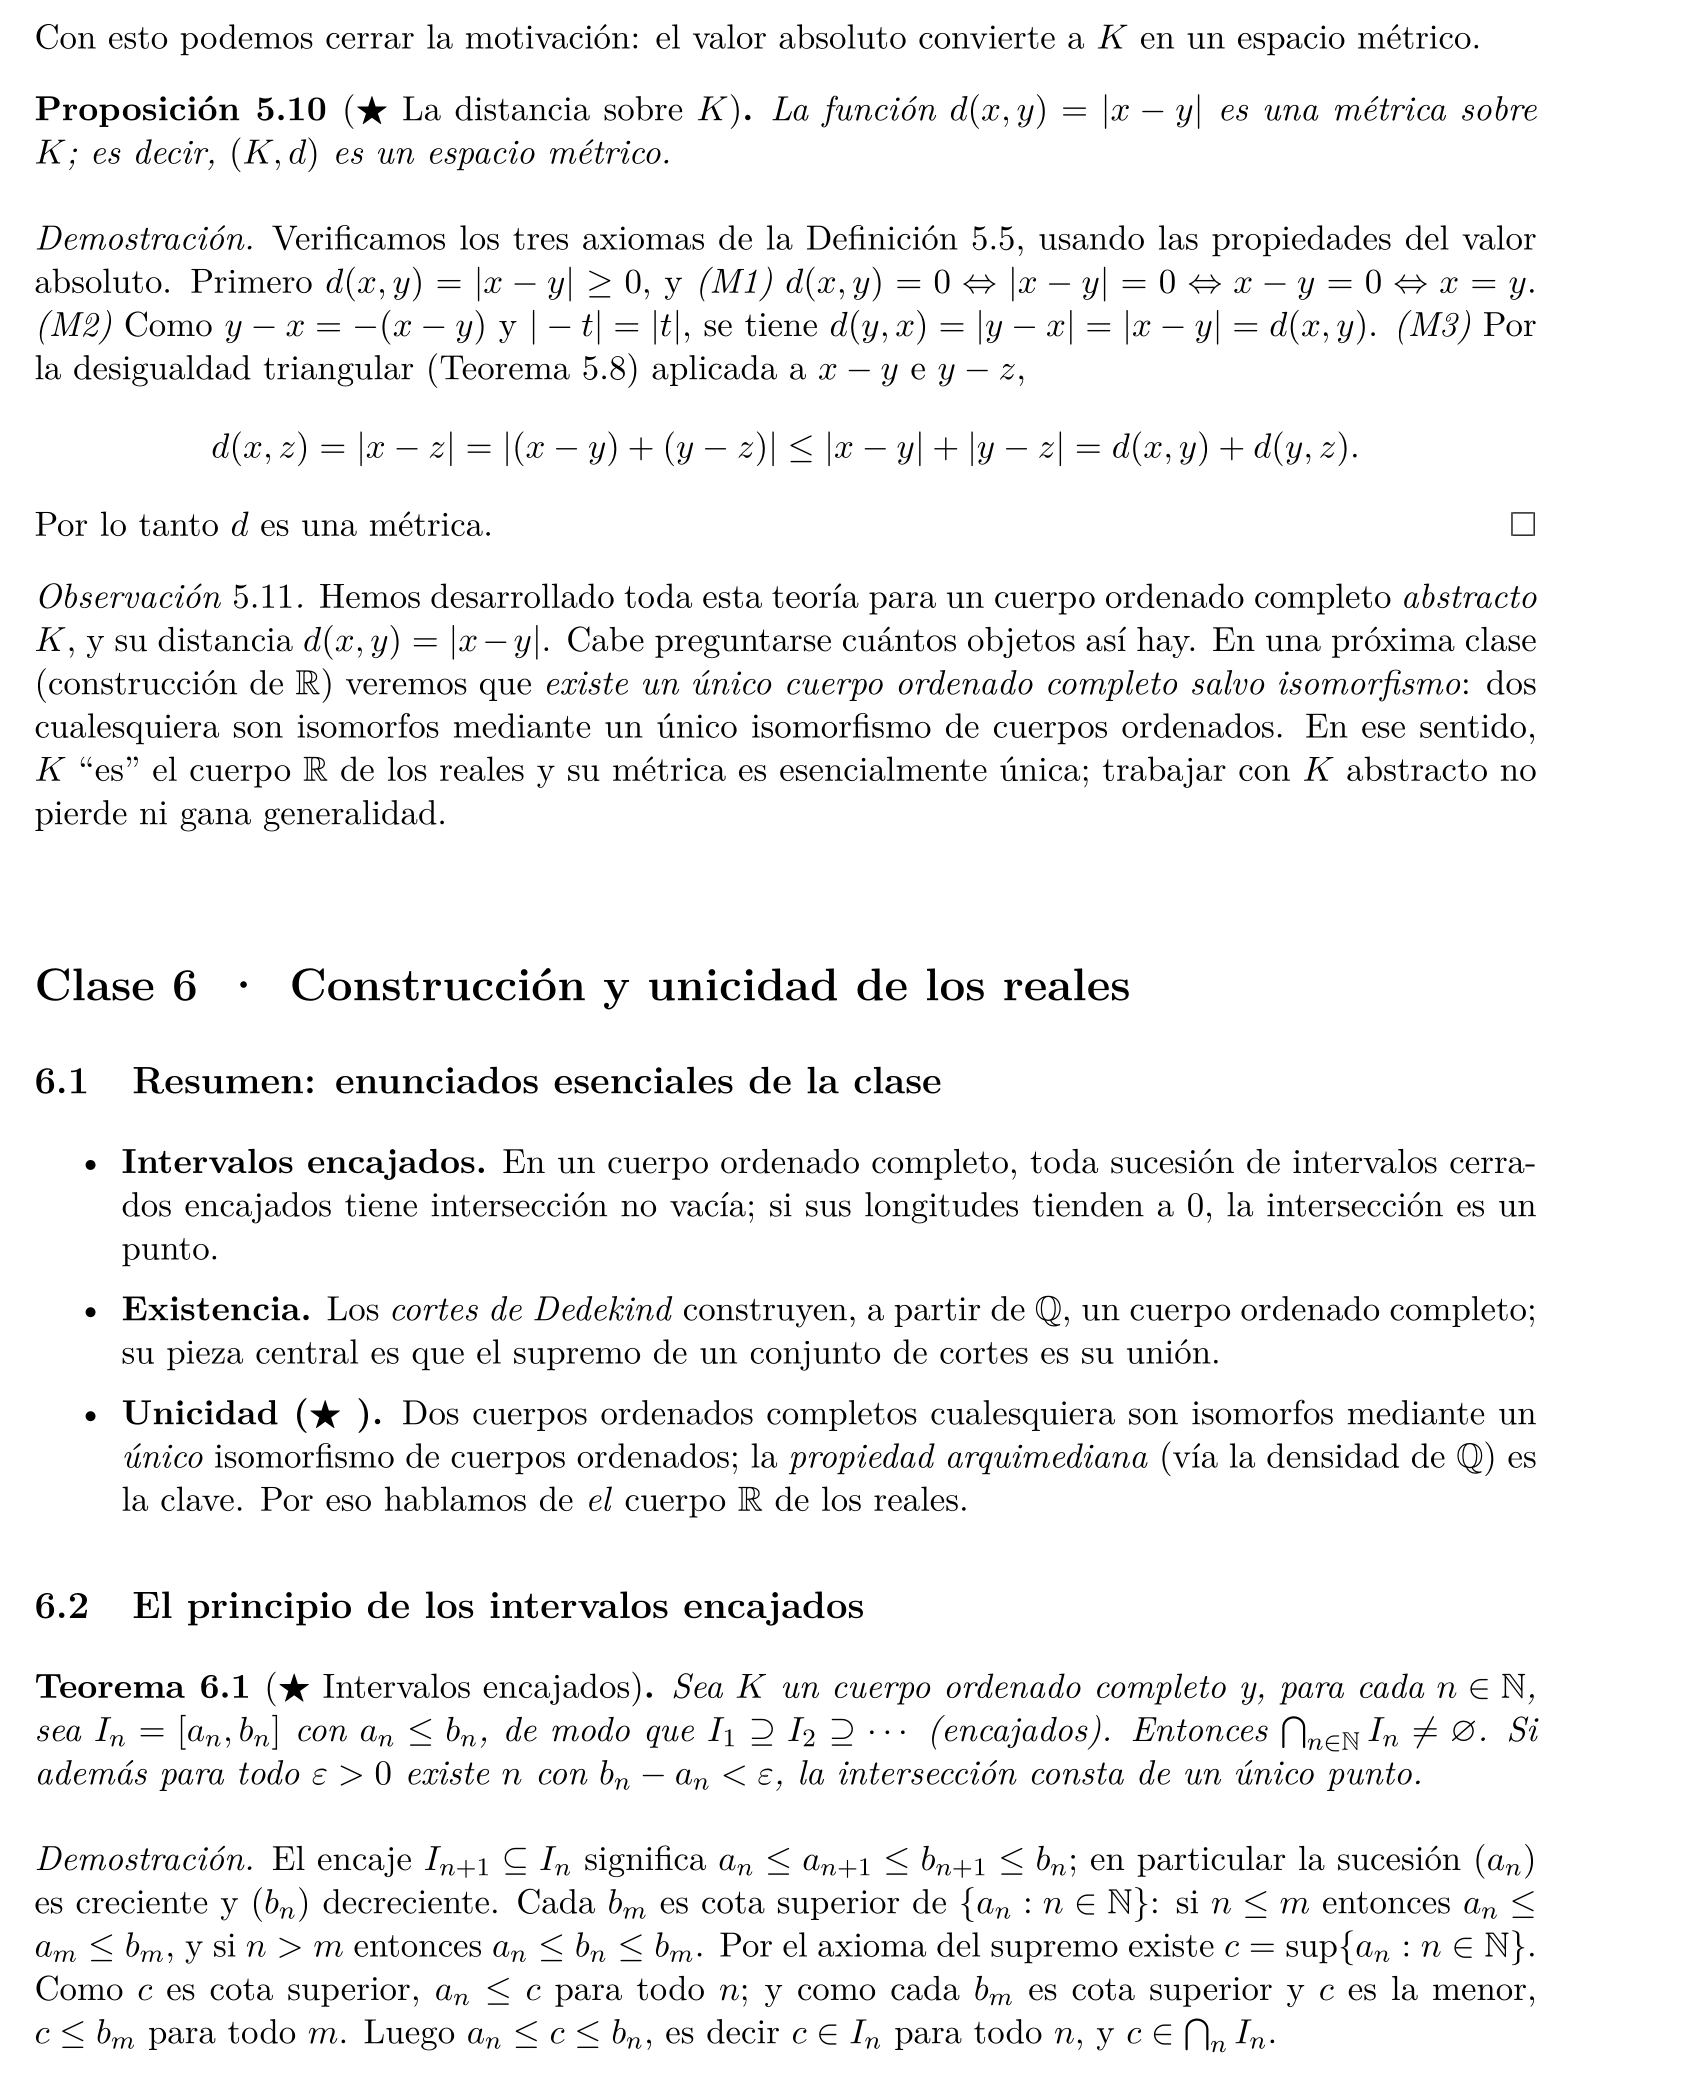 Con esto podemos cerrar la motivación: el valor absoluto convierte a K en un espacio métrico.
Proposición 5.10 (★ La distancia sobre K). La función d(x, y) = |x − y| es una métrica sobre
K; es decir, (K, d) es un espacio métrico.
Demostración. Verificamos los tres axiomas de la Definición 5.5, usando las propiedades del valor
absoluto. Primero d(x, y) = |x − y| ≥ 0, y (M1) d(x, y) = 0 ⇔ |x − y| = 0 ⇔ x − y = 0 ⇔ x = y.
(M2) Como y − x = −(x − y) y | − t| = |t|, se tiene d(y, x) = |y − x| = |x − y| = d(x, y). (M3) Por
la desigualdad triangular (Teorema 5.8) aplicada a x − y e y − z,
d(x, z) = |x − z| = |(x − y) + (y − z)| ≤ |x − y| + |y − z| = d(x, y) + d(y, z).
Por lo tanto d es una métrica. □
Observación 5.11. Hemos desarrollado toda esta teoría para un cuerpo ordenado completo abstracto
K, y su distancia d(x, y) = |x − y|. Cabe preguntarse cuántos objetos así hay. En una próxima clase
(construcción de ℝ) veremos que existe un único cuerpo ordenado completo salvo isomorfismo: dos
cualesquiera son isomorfos mediante un único isomorfismo de cuerpos ordenados. En ese sentido,
K “es” el cuerpo ℝ de los reales y su métrica es esencialmente única; trabajar con K abstracto no
pierde ni gana generalidad.
Clase 6 · Construcción y unicidad de los reales
6.1 Resumen: enunciados esenciales de la clase
• Intervalos encajados. En un cuerpo ordenado completo, toda sucesión de intervalos cerra-
dos encajados tiene intersección no vacía; si sus longitudes tienden a 0, la intersección es un
punto.
• Existencia. Los cortes de Dedekind construyen, a partir de ℚ, un cuerpo ordenado completo;
su pieza central es que el supremo de un conjunto de cortes es su unión.
• Unicidad (★ ). Dos cuerpos ordenados completos cualesquiera son isomorfos mediante un
único isomorfismo de cuerpos ordenados; la propiedad arquimediana (vía la densidad de ℚ) es
la clave. Por eso hablamos de el cuerpo ℝ de los reales.
6.2 El principio de los intervalos encajados
Teorema 6.1 (★ Intervalos encajados). Sea K un cuerpo ordenado completo y, para cada n ∈ ℕ,
sea Iₙ = [aₙ, bₙ] con aₙ ≤ bₙ, de modo que I₁ ⊇ I₂ ⊇ ⋯ (encajados). Entonces ⋂ₙ∈ℕ Iₙ ≠ ∅. Si
además para todo ε > 0 existe n con bₙ − aₙ < ε, la intersección consta de un único punto.
Demostración. El encaje Iₙ₊₁ ⊆ Iₙ significa aₙ ≤ aₙ₊₁ ≤ bₙ₊₁ ≤ bₙ; en particular la sucesión (aₙ)
es creciente y (bₙ) decreciente. Cada bₘ es cota superior de {aₙ : n ∈ ℕ}: si n ≤ m entonces aₙ ≤
aₘ ≤ bₘ, y si n > m entonces aₙ ≤ bₙ ≤ bₘ. Por el axioma del supremo existe c = sup{aₙ : n ∈ ℕ}.
Como c es cota superior, aₙ ≤ c para todo n; y como cada bₘ es cota superior y c es la menor,
c ≤ bₘ para todo m. Luego aₙ ≤ c ≤ bₙ, es decir c ∈ Iₙ para todo n, y c ∈ ⋂ₙ Iₙ.